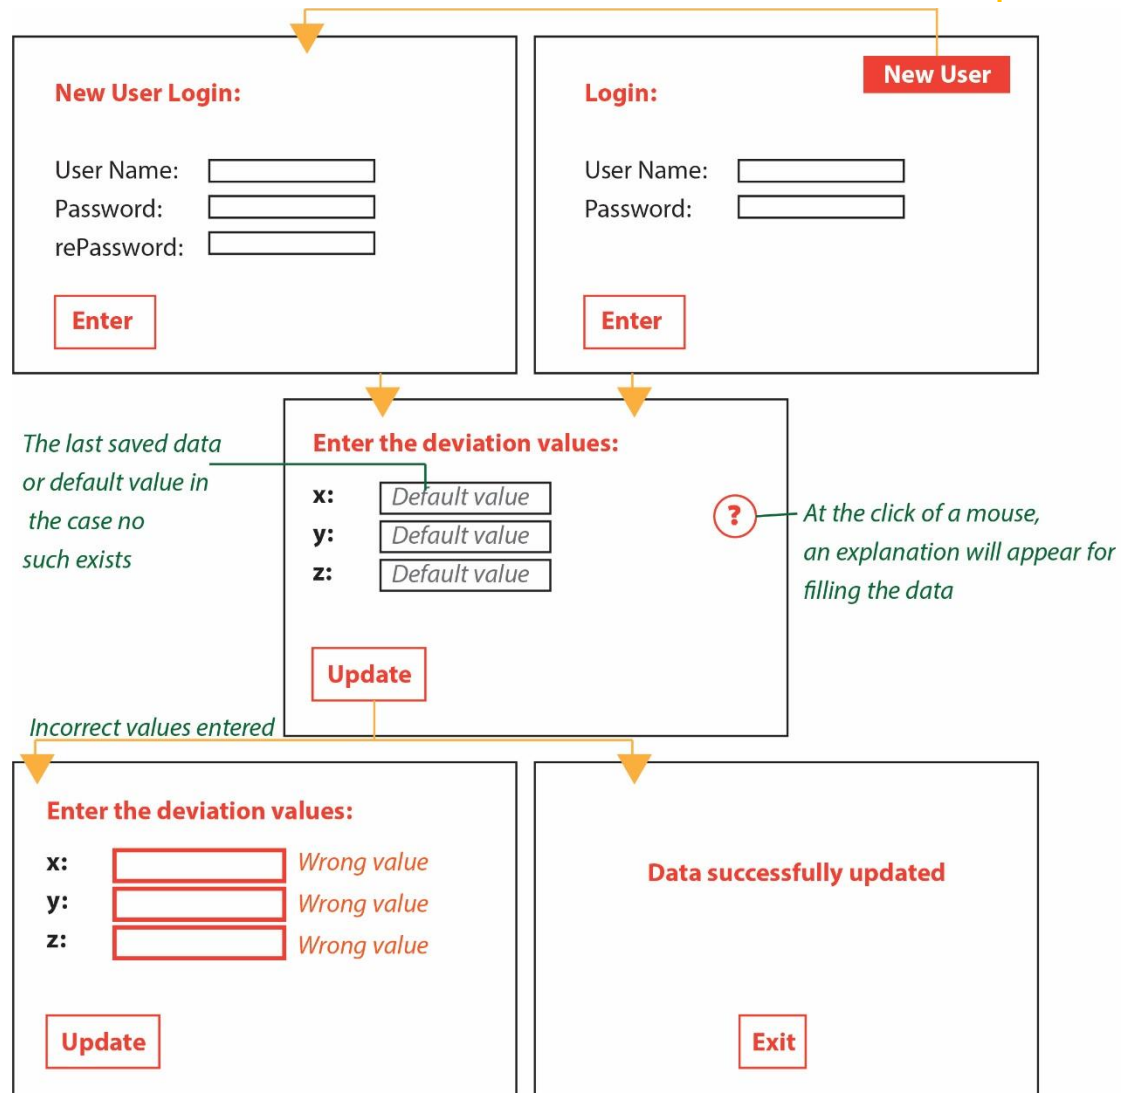 New User Login:
User Name:
Password:
rePassword:
Enter
New User
Login:
User Name:
Password:
Enter
The last saved data
or default value in
the case no
such exists
Enter the deviation values:
x: Default value
y: Default value
z: Default value
?
At the click of a mouse,
an explanation will appear for
filling the data
Update
Incorrect values entered
Enter the deviation values:
x: Wrong value
y: Wrong value
z: Wrong value
Update
Data successfully updated
Exit